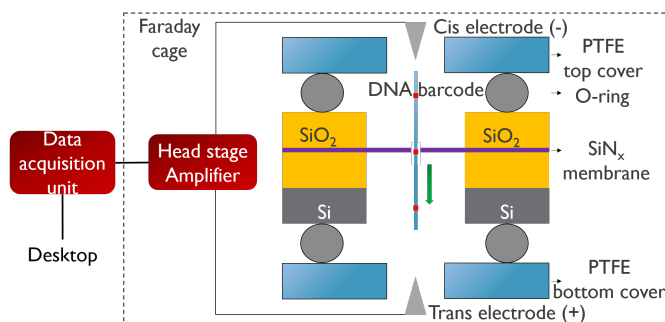 Faraday
cage
Cis electrode (-)
PTFE
top cover
DNA barcode
O-ring
SiO₂
SiO₂
Data
acquisition
unit
Head stage
Amplifier
SiNₓ
membrane
Si
Si
Desktop
PTFE
bottom cover
Trans electrode (+)